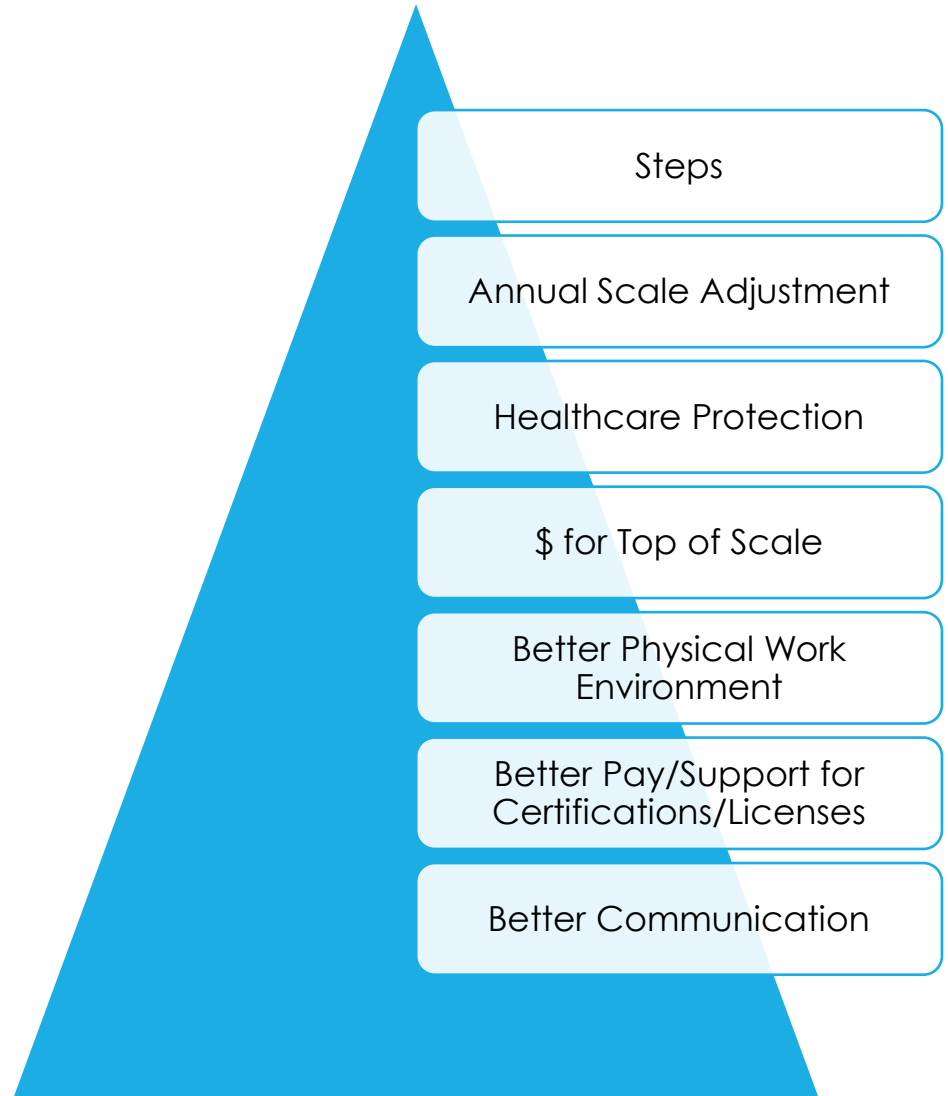 Steps
Annual Scale Adjustment
Healthcare Protection
$ for Top of Scale
Better Physical Work
Environment
Better Pay/Support for
Certifications/Licenses
Better Communication